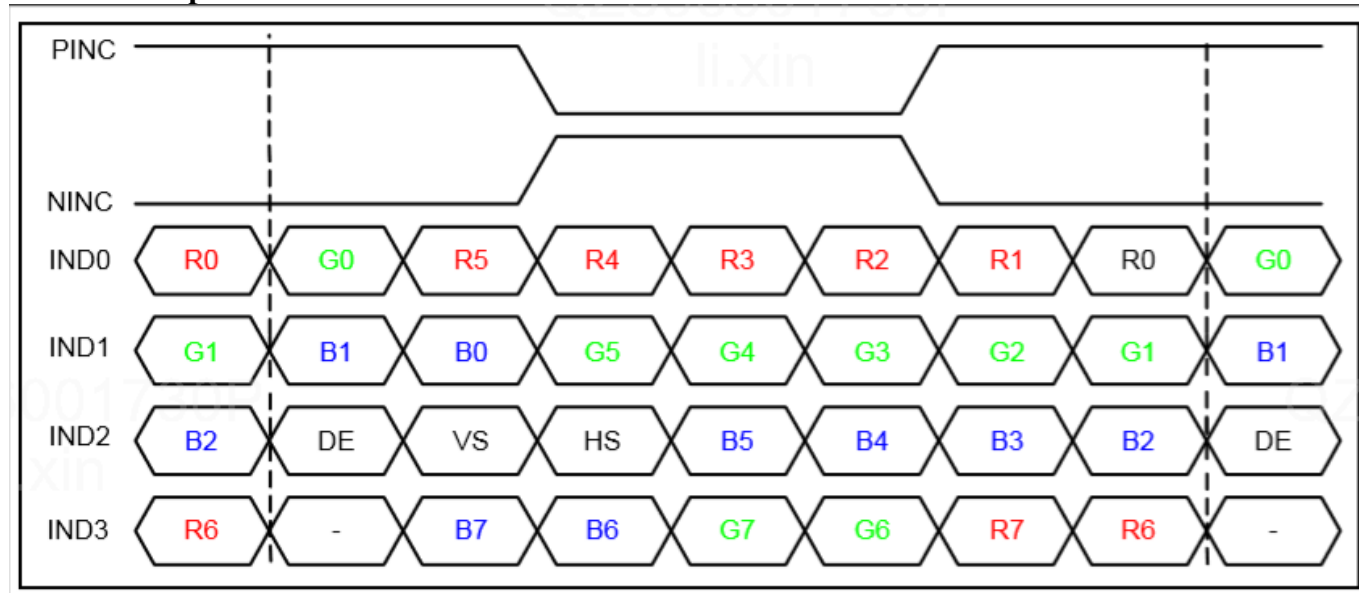 li.xin
PINC
NINC
IND0 R0 G0 R5 R4 R3 R2 R1 R0 G0
IND1 G1 B1 B0 G5 G4 G3 G2 G1 B1
IND2 B2 DE VS HS B5 B4 B3 B2 DE
IND3 R6 - B7 B6 G7 G6 R7 R6 -